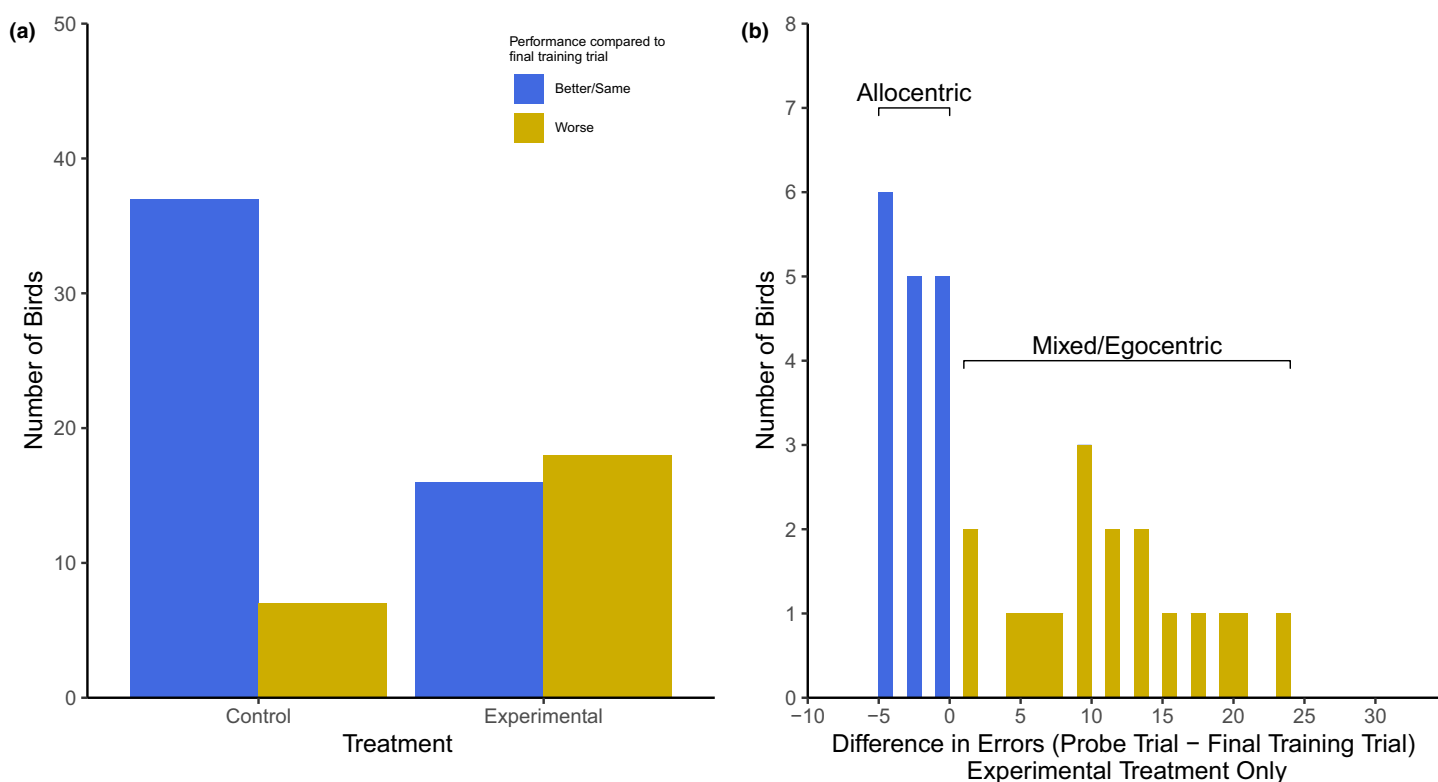 (a)
50
40
30
20
10
0
Number of Birds
Performance compared to
final training trial
Better/Same
Worse
Control
Experimental
Treatment
(b)
8
7
6
5
4
3
2
1
0
Number of Birds
Allocentric
Mixed/Egocentric
−10
−5
0
5
10
15
20
25
30
Difference in Errors (Probe Trial − Final Training Trial)
Experimental Treatment Only